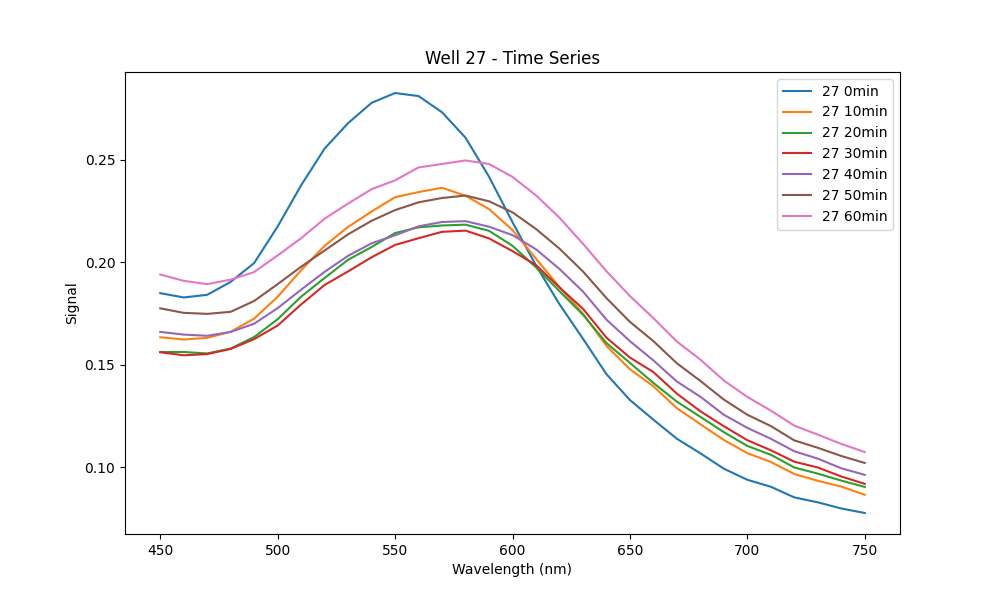 Well 27 - Time Series
27 0min
27 10min
27 20min
27 30min
27 40min
27 50min
27 60min
Signal
0.25
0.20
0.15
0.10
450 500 550 600 650 700 750
Wavelength (nm)